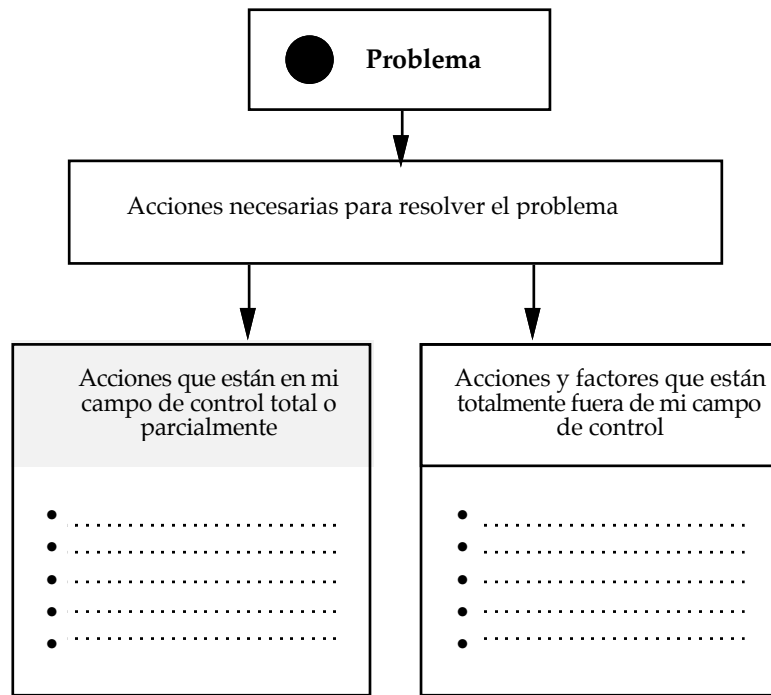 Problema
Acciones necesarias para resolver el problema
Acciones que están en mi
campo de control total o
parcialmente
Acciones y factores que están
totalmente fuera de mi campo
de control